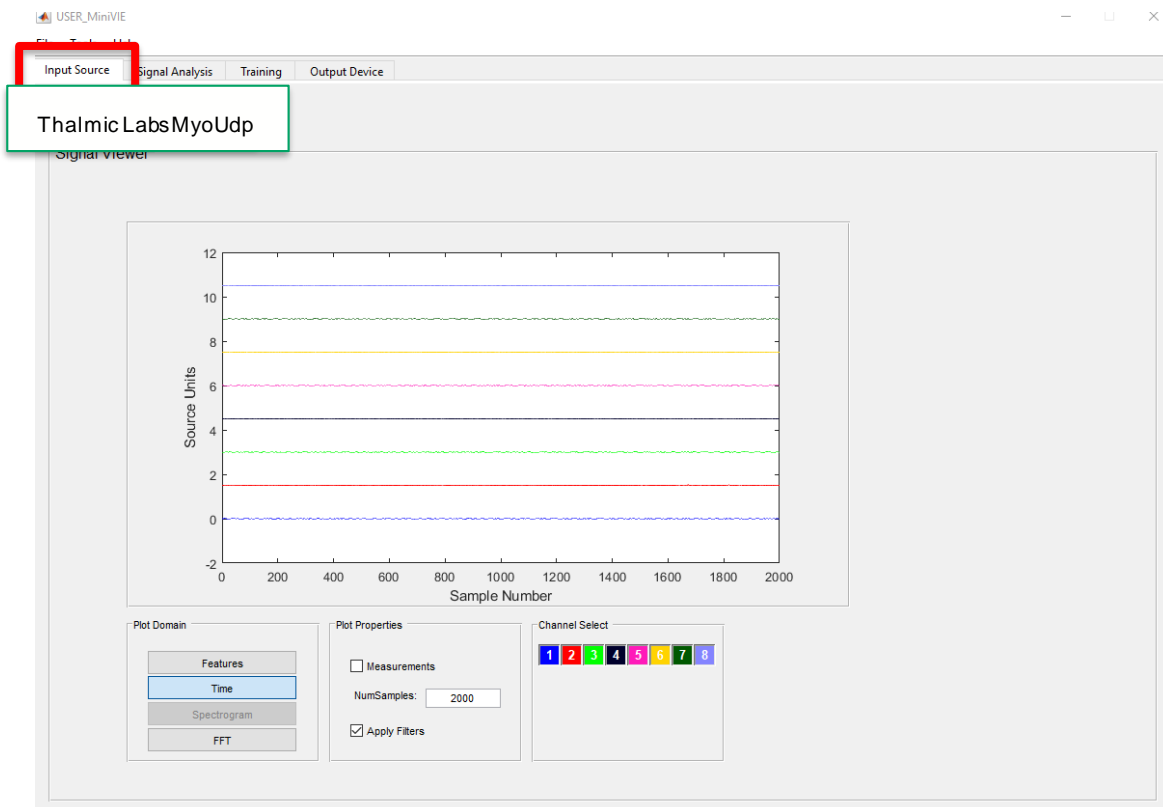 USER_MiniVIE
Input Source Signal Analysis Training Output Device
Thalmic LabsMyoUdp
Signal Viewer
12
10
8
6
4
2
0
-2
Source Units
0 200 400 600 800 1000 1200 1400 1600 1800 2000
Sample Number
Plot Domain
Features
Time
Spectrogram
FFT
Plot Properties
Measurements
NumSamples: 2000
Apply Filters
Channel Select
1 2 3 4 5 6 7 8